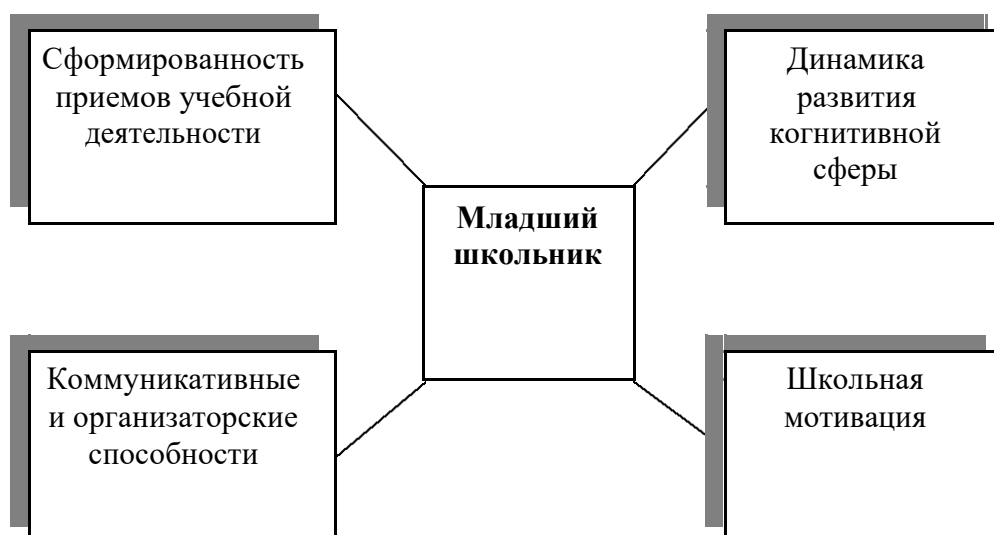 Сформированность
приемов учебной
деятельности
Динамика
развития
когнитивной
сферы
Младший
школьник
Коммуникативные
и организаторские
способности
Школьная
мотивация